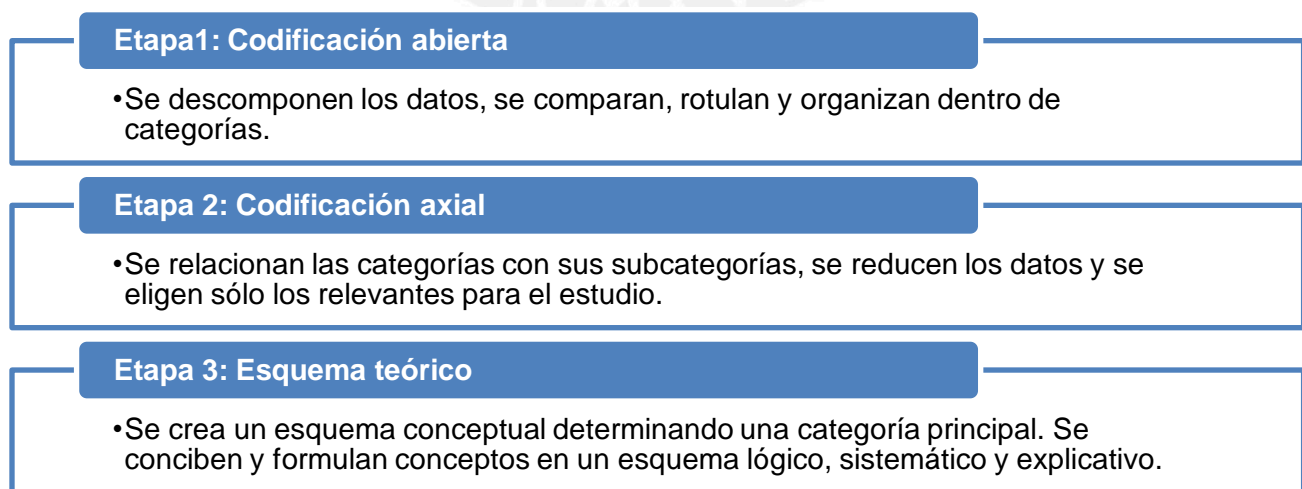 Etapa1: Codificación abierta
•Se descomponen los datos, se comparan, rotulan y organizan dentro de
categorías.
Etapa 2: Codificación axial
•Se relacionan las categorías con sus subcategorías, se reducen los datos y se
eligen sólo los relevantes para el estudio.
Etapa 3: Esquema teórico
•Se crea un esquema conceptual determinando una categoría principal. Se
conciben y formulan conceptos en un esquema lógico, sistemático y explicativo.